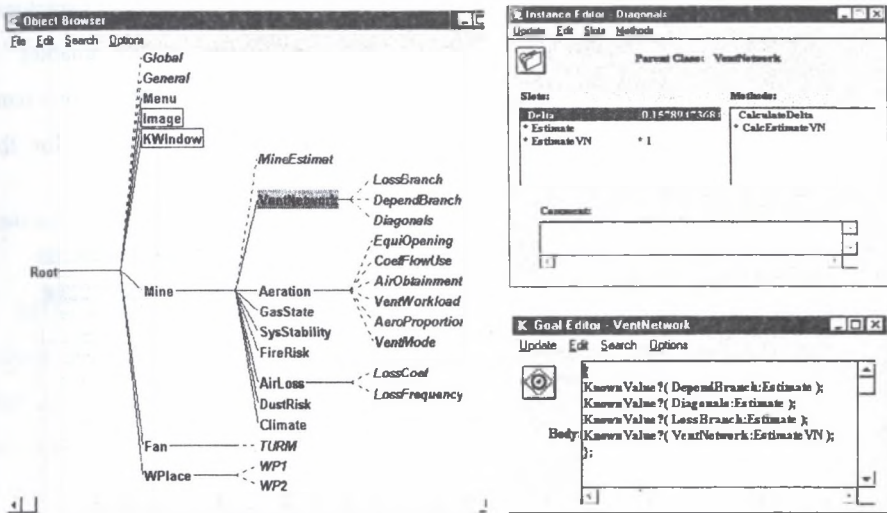 Object Browser
File Edit Search Options
Global
General
Menu
Image
KWindow
MineEstimat
LossBranch
VentNetwork
DependBranch
Diagonals
EquiOpening
CoefFlowUse
Root
Mine
Aeration
AirObtainment
GasState
VentWorkload
SysStability
AeroProportion
FireRisk
VentMode
AirLoss
LossCoef
DustRisk
LossFrequency
Climate
Fan
TURM
WPlace
WP1
WP2
Instance Editor - Diagonals
Update Edit Slots Methods
Parent Class: VentNetwork
Slots:
Methods:
Delta 0.1578947368
CalculateDelta
* Estimate
* CalcEstimateVN
* EstimateVN * 1
Comment:
Goal Editor - VentNetwork
Update Edit Search Options
{
KnownValue?( DependBranch:Estimate );
KnownValue?( Diagonals:Estimate );
KnownValue?( LossBranch:Estimate );
Body: KnownValue?( VentNetwork:EstimateVN );
};